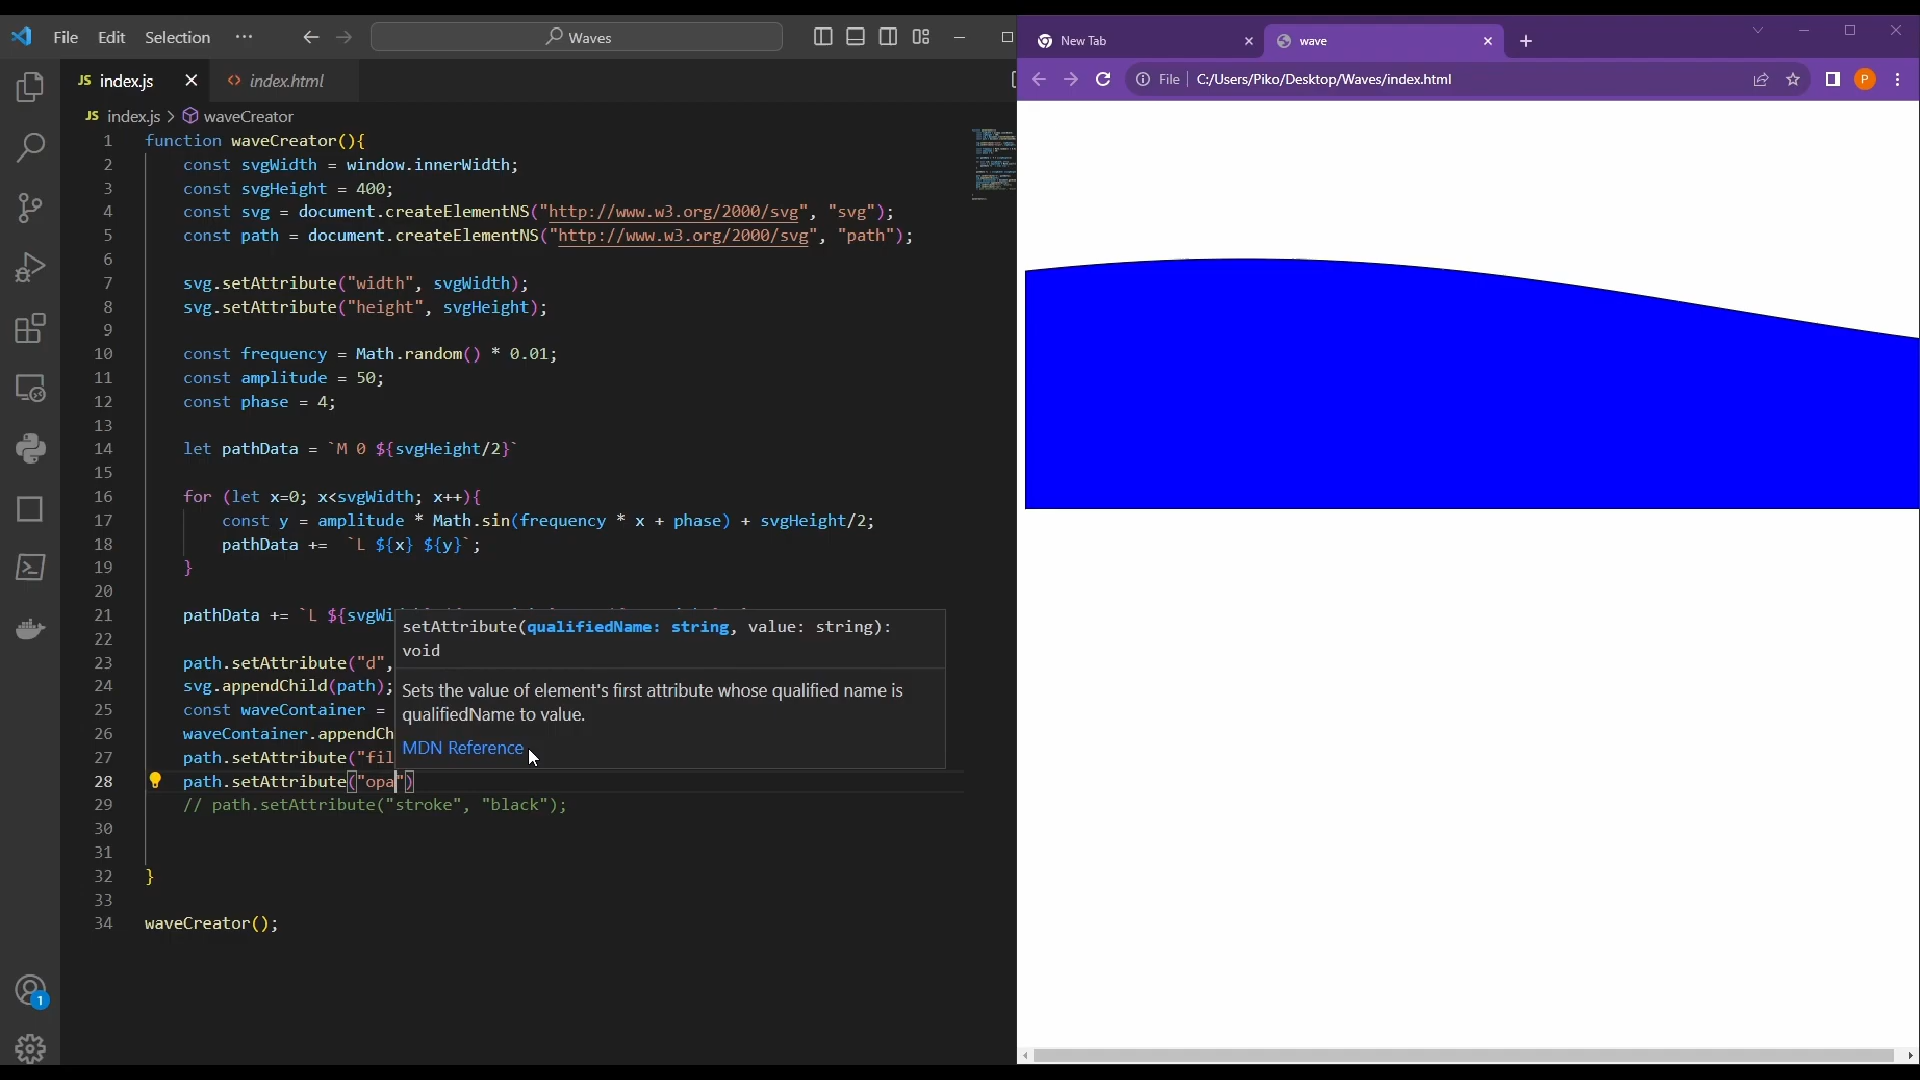 File Edit Selection ··· Waves
JS index.js index.html
JS index.js > waveCreator
1 function waveCreator(){
2 const svgWidth = window.innerWidth;
3 const svgHeight = 400;
4 const svg = document.createElementNS("http://www.w3.org/2000/svg", "svg");
5 const path = document.createElementNS("http://www.w3.org/2000/svg", "path");
6
7 svg.setAttribute("width", svgWidth);
8 svg.setAttribute("height", svgHeight);
9
10 const frequency = Math.random() * 0.01;
11 const amplitude = 50;
12 const phase = 4;
13
14 let pathData = `M 0 ${svgHeight/2}`
15
16 for (let x=0; x<svgWidth; x++){
17 const y = amplitude * Math.sin(frequency * x + phase) + svgHeight/2;
18 pathData += `L ${x} ${y}`;
19 }
20
21 pathData += `L ${svgWi
22
23 path.setAttribute("d",
24 svg.appendChild(path);
25 const waveContainer =
26 waveContainer.appendCh
27 path.setAttribute("fil
28 path.setAttribute("opa")
29 // path.setAttribute("stroke", "black");
30
31
32 }
33
34 waveCreator();
setAttribute(qualifiedName: string, value: string):
void
Sets the value of element's first attribute whose qualified name is
qualifiedName to value.
MDN Reference
1
New Tab wave
File C:/Users/Piko/Desktop/Waves/index.html P